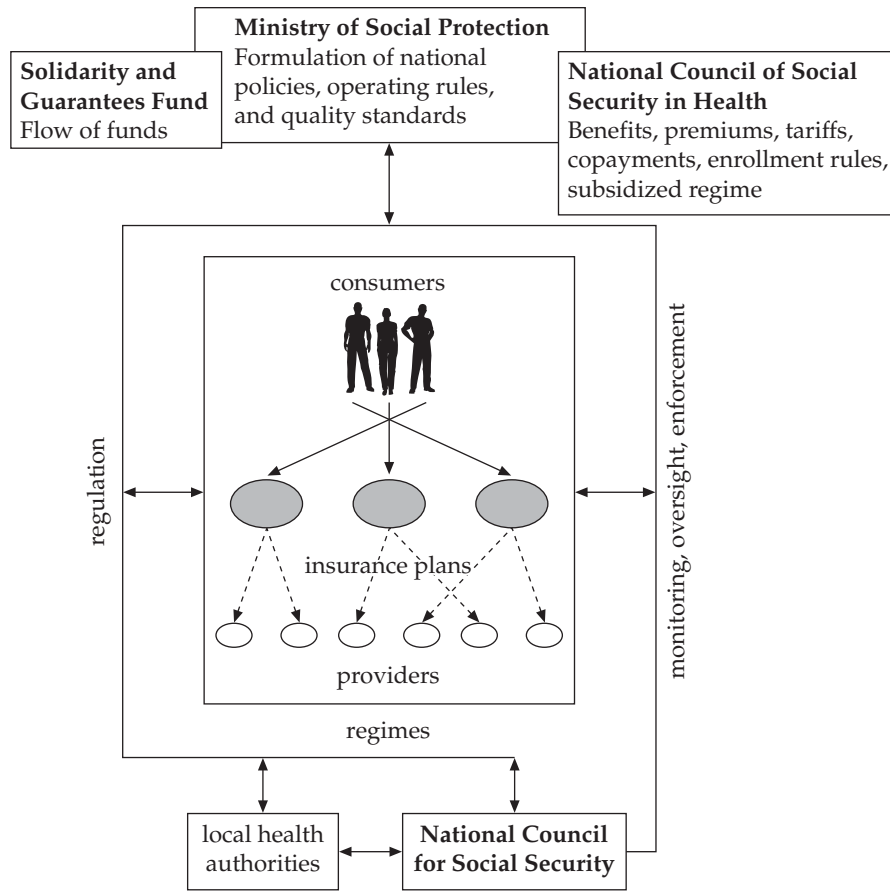 Ministry of Social Protection
Formulation of national
policies, operating rules,
and quality standards
Solidarity and
Guarantees Fund
Flow of funds
National Council of Social
Security in Health
Benefits, premiums, tariffs,
copayments, enrollment rules,
subsidized regime
consumers
regulation
monitoring, oversight, enforcement
insurance plans
providers
regimes
local health
authorities
National Council
for Social Security